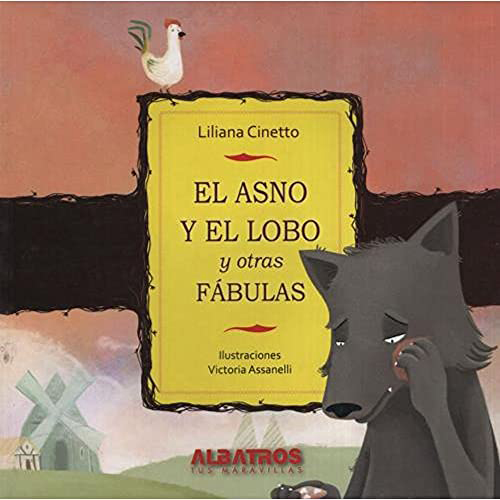 Liliana Cinetto
EL ASNO
Y EL LOBO
y otras
FÁBULAS
Ilustraciones
Victoria Assanelli
ALBATROS
TUS MARAVILLAS